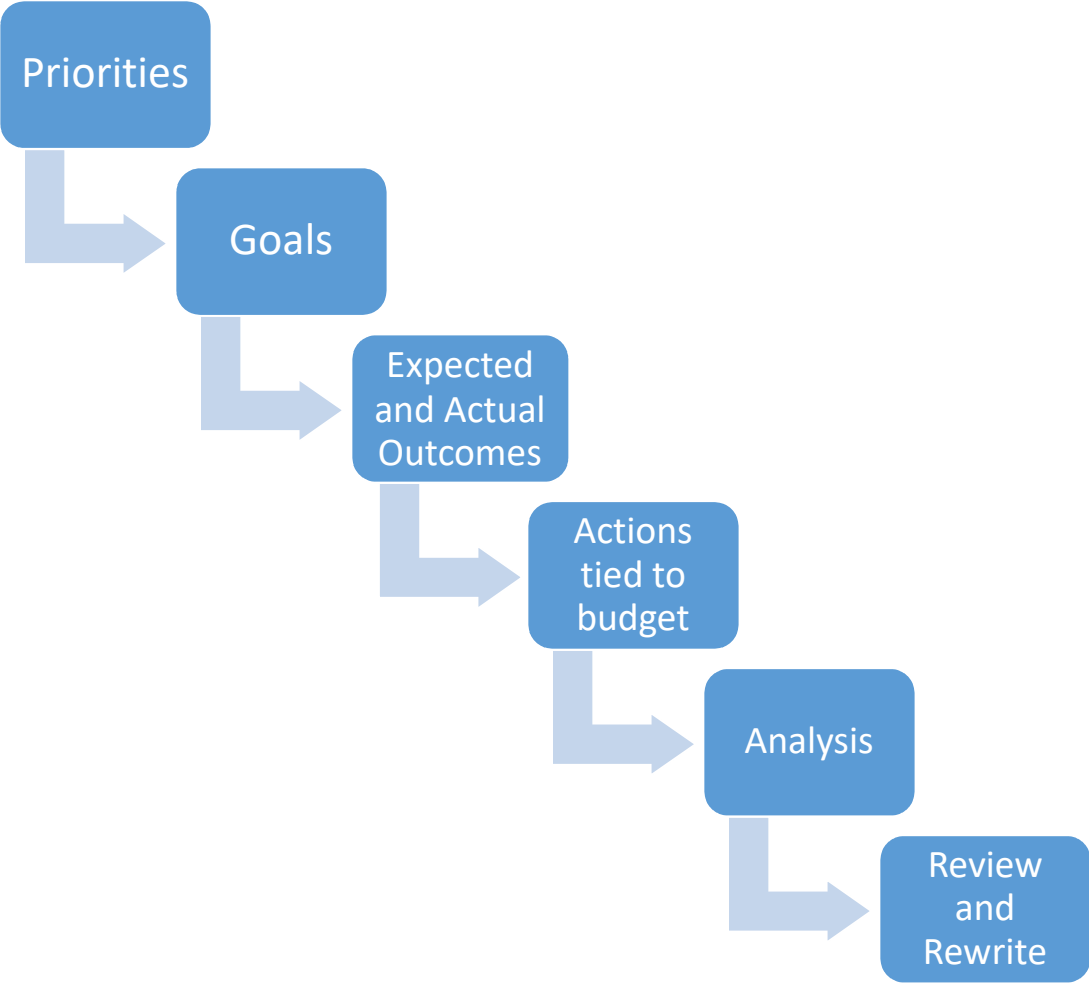 Priorities
Goals
Expected
and Actual
Outcomes
Actions
tied to
budget
Analysis
Review
and
Rewrite